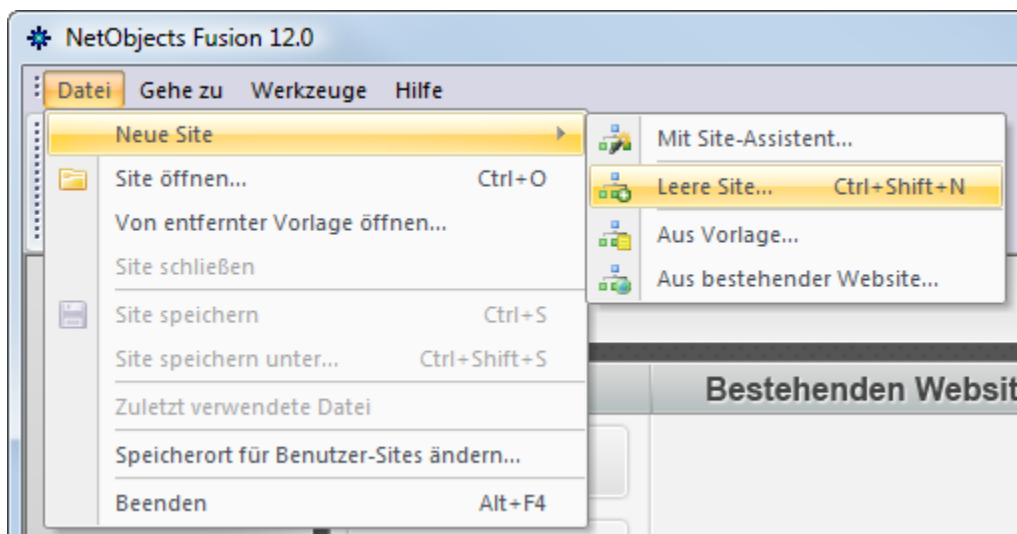 NetObjects Fusion 12.0
Datei Gehe zu Werkzeuge Hilfe
Neue Site
Site öffnen... Ctrl+O
Von entfernter Vorlage öffnen...
Site schließen
Site speichern Ctrl+S
Site speichern unter... Ctrl+Shift+S
Zuletzt verwendete Datei
Speicherort für Benutzer-Sites ändern...
Beenden Alt+F4
Mit Site-Assistent...
Leere Site... Ctrl+Shift+N
Aus Vorlage...
Aus bestehender Website...
Bestehenden Websit